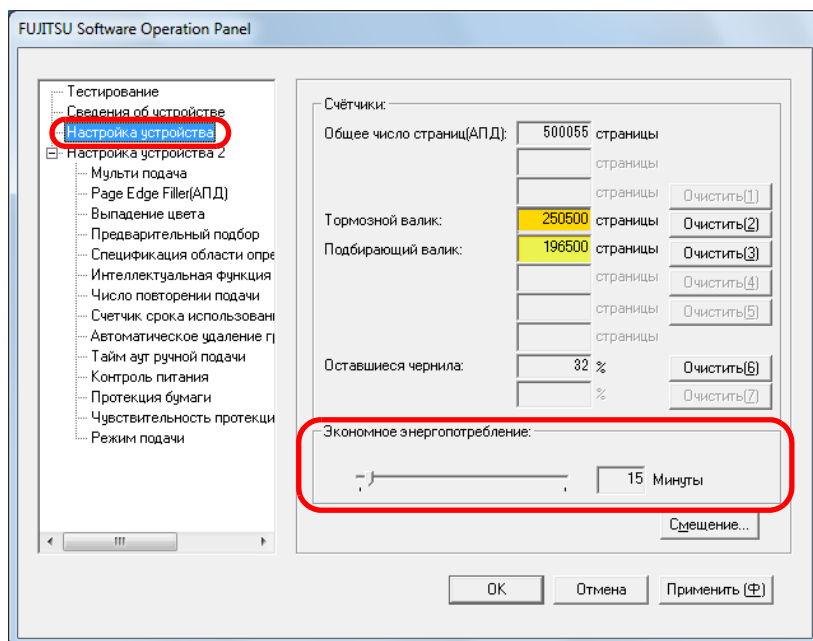 FUJITSU Software Operation Panel
Тестирование
Сведения об устройстве
Настройка устройства
Настройка устройства 2
Мульти подача
Page Edge Filler(АПД)
Выпадение цвета
Предварительный подбор
Спецификация области опре
Интеллектуальная функция
Число повторении подачи
Счетчик срока использован
Автоматическое удаление г
Тайм аут ручной подачи
Контроль питания
Протекция бумаги
Чувствительность протекци
Режим подачи
Счётчики:
Общее число страниц(АПД): 500055 страницы
страницы
страницы Очистить(1)
Тормозной валик: 250500 страницы Очистить(2)
Подбирающий валик: 196500 страницы Очистить(3)
страницы Очистить(4)
страницы Очистить(5)
страницы
Оставшиеся чернила: 32 % Очистить(6)
% Очистить(7)
Экономное энергопотребление:
15 Минуты
Смещение...
OK Отмена Применить (中)